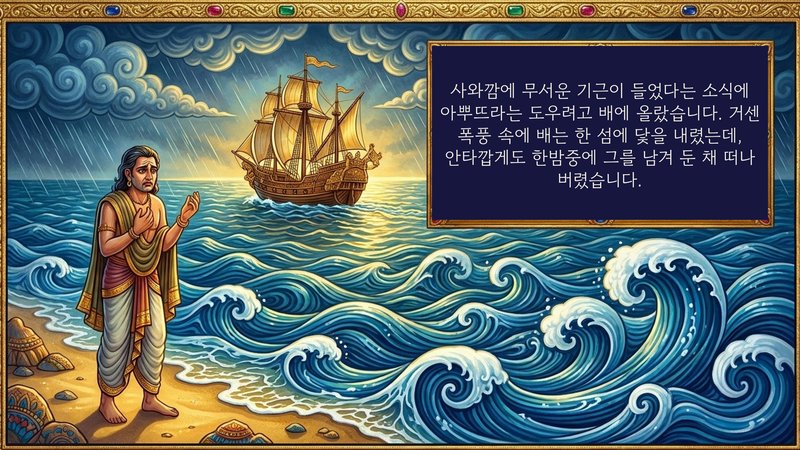 사와깜에 무서운 기근이 들었다는 소식에
아뿌뜨라는 도우려고 배에 올랐습니다. 거센
폭풍 속에 배는 한 섬에 닻을 내렸는데,
안타깝게도 한밤중에 그를 남겨 둔 채 떠나
버렸습니다.